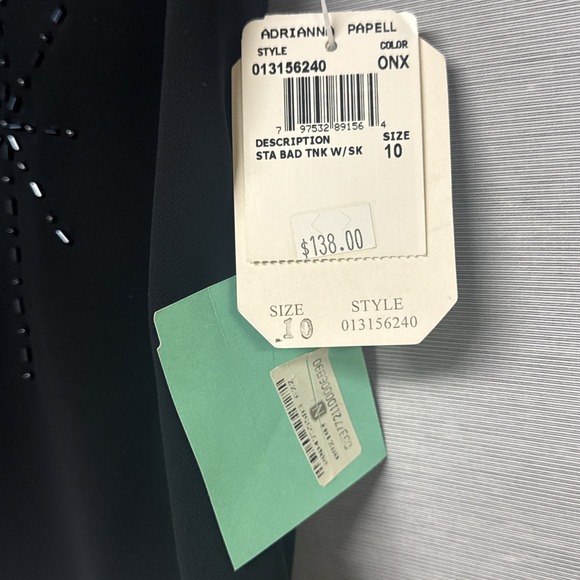 ADRIANNA PAPELL
STYLE COLOR
013156240 ONX
7 97532 89156 4
DESCRIPTION SIZE
STA BAD TNK W/SK 10
$138.00
SIZE STYLE
10 013156240
N